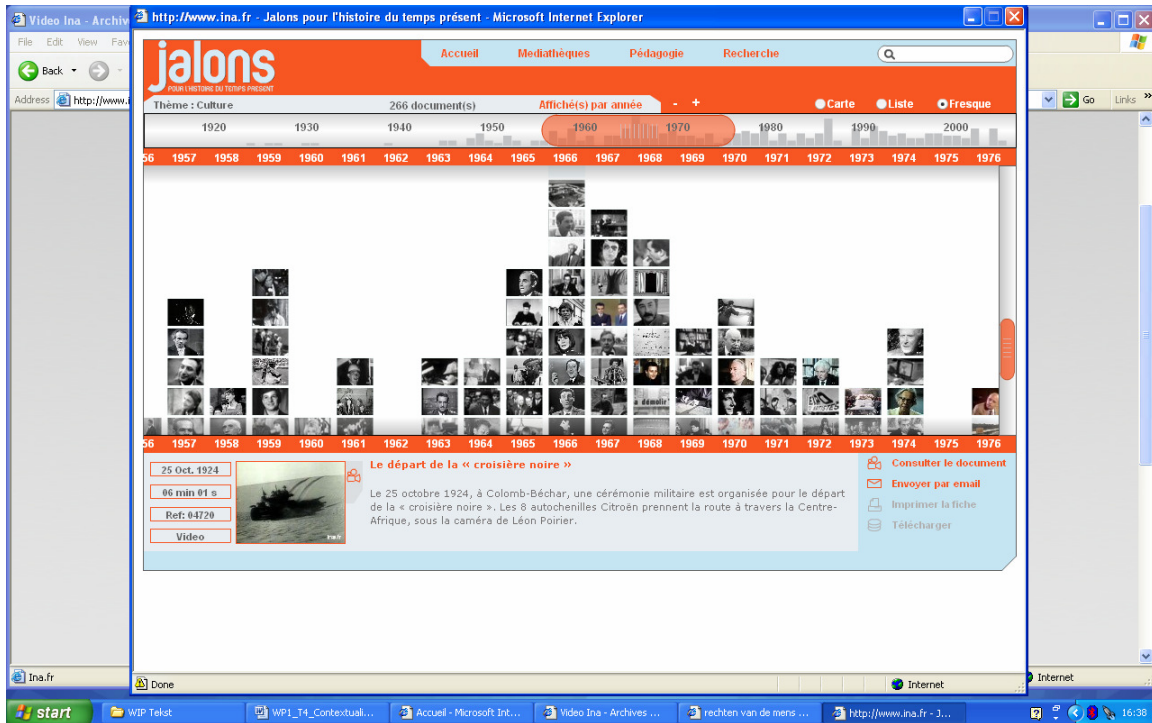 Video Ina - Archiv
http://www.ina.fr - Jalons pour l'histoire du temps présent - Microsoft Internet Explorer
File Edit View Fav
Back
Address http://www.i
Go Links »
jalons
POUR L'HISTOIRE DU TEMPS PRESENT
Accueil Mediathèques Pédagogie Recherche
Thème : Culture 266 document(s) Affiché(s) par année - + Carte Liste Fresque
1920 1930 1940 1950 1960 1970 1980 1990 2000
56 1957 1958 1959 1960 1961 1962 1963 1964 1965 1966 1967 1968 1969 1970 1971 1972 1973 1974 1975 1976
a démolir
56 1957 1958 1959 1960 1961 1962 1963 1964 1965 1966 1967 1968 1969 1970 1971 1972 1973 1974 1975 1976
25 Oct. 1924
06 min 01 s
Ref: 04720
Video
ina.fr
Le départ de la « croisière noire »
Le 25 octobre 1924, à Colomb-Béchar, une cérémonie militaire est organisée pour le départ
de la « croisière noire ». Les 8 autochenilles Citroën prennent la route à travers la Centre-
Afrique, sous la caméra de Léon Poirier.
Consulter le document
Envoyer par email
Imprimer la fiche
Télécharger
Ina.fr
Done
Internet
Internet
start
WIP Tekst
WP1_T4_Contextuali...
Accueil - Microsoft Int...
Video Ina - Archives ...
rechten van de mens ...
http://www.ina.fr - J...
16:38